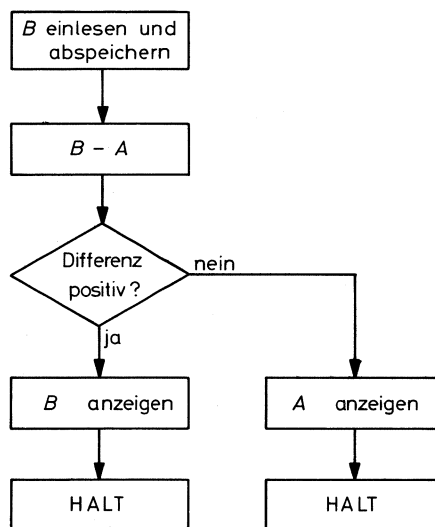 B einlesen und
abspeichern
B – A
Differenz
positiv?
nein
ja
B anzeigen
A anzeigen
HALT
HALT